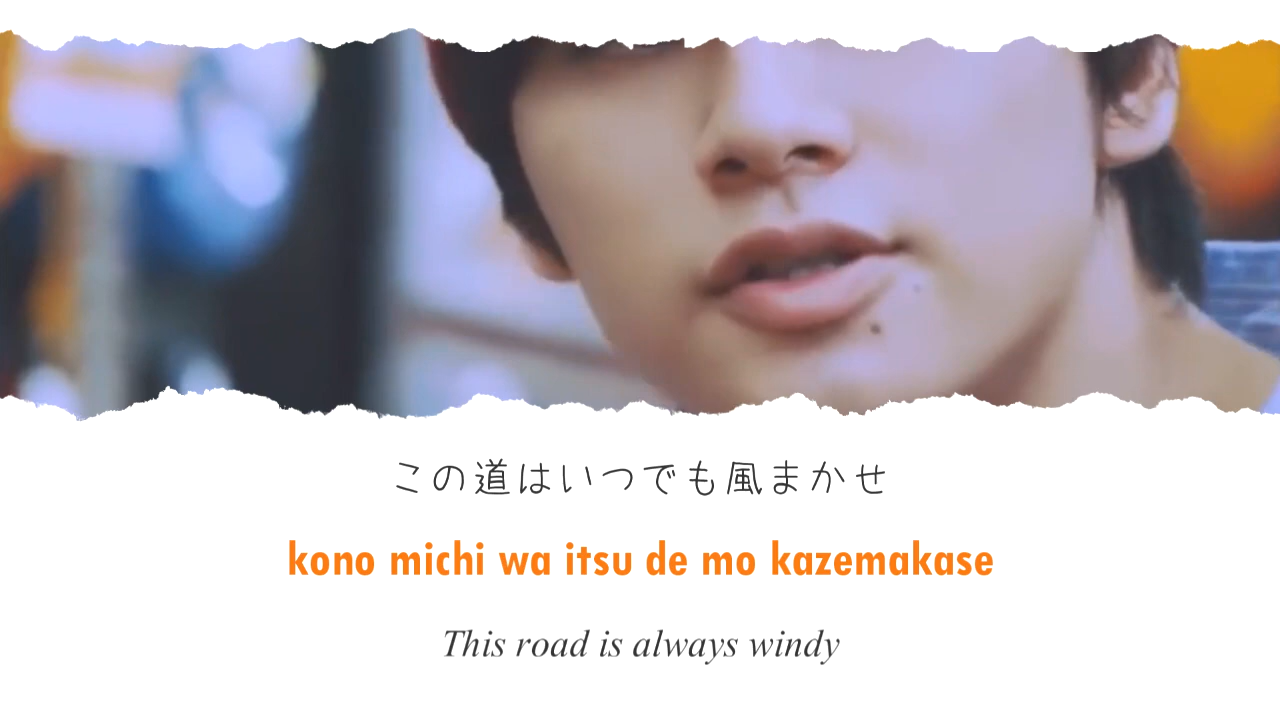 この道はいつでも風まかせ
kono michi wa itsu de mo kazemakase
This road is always windy